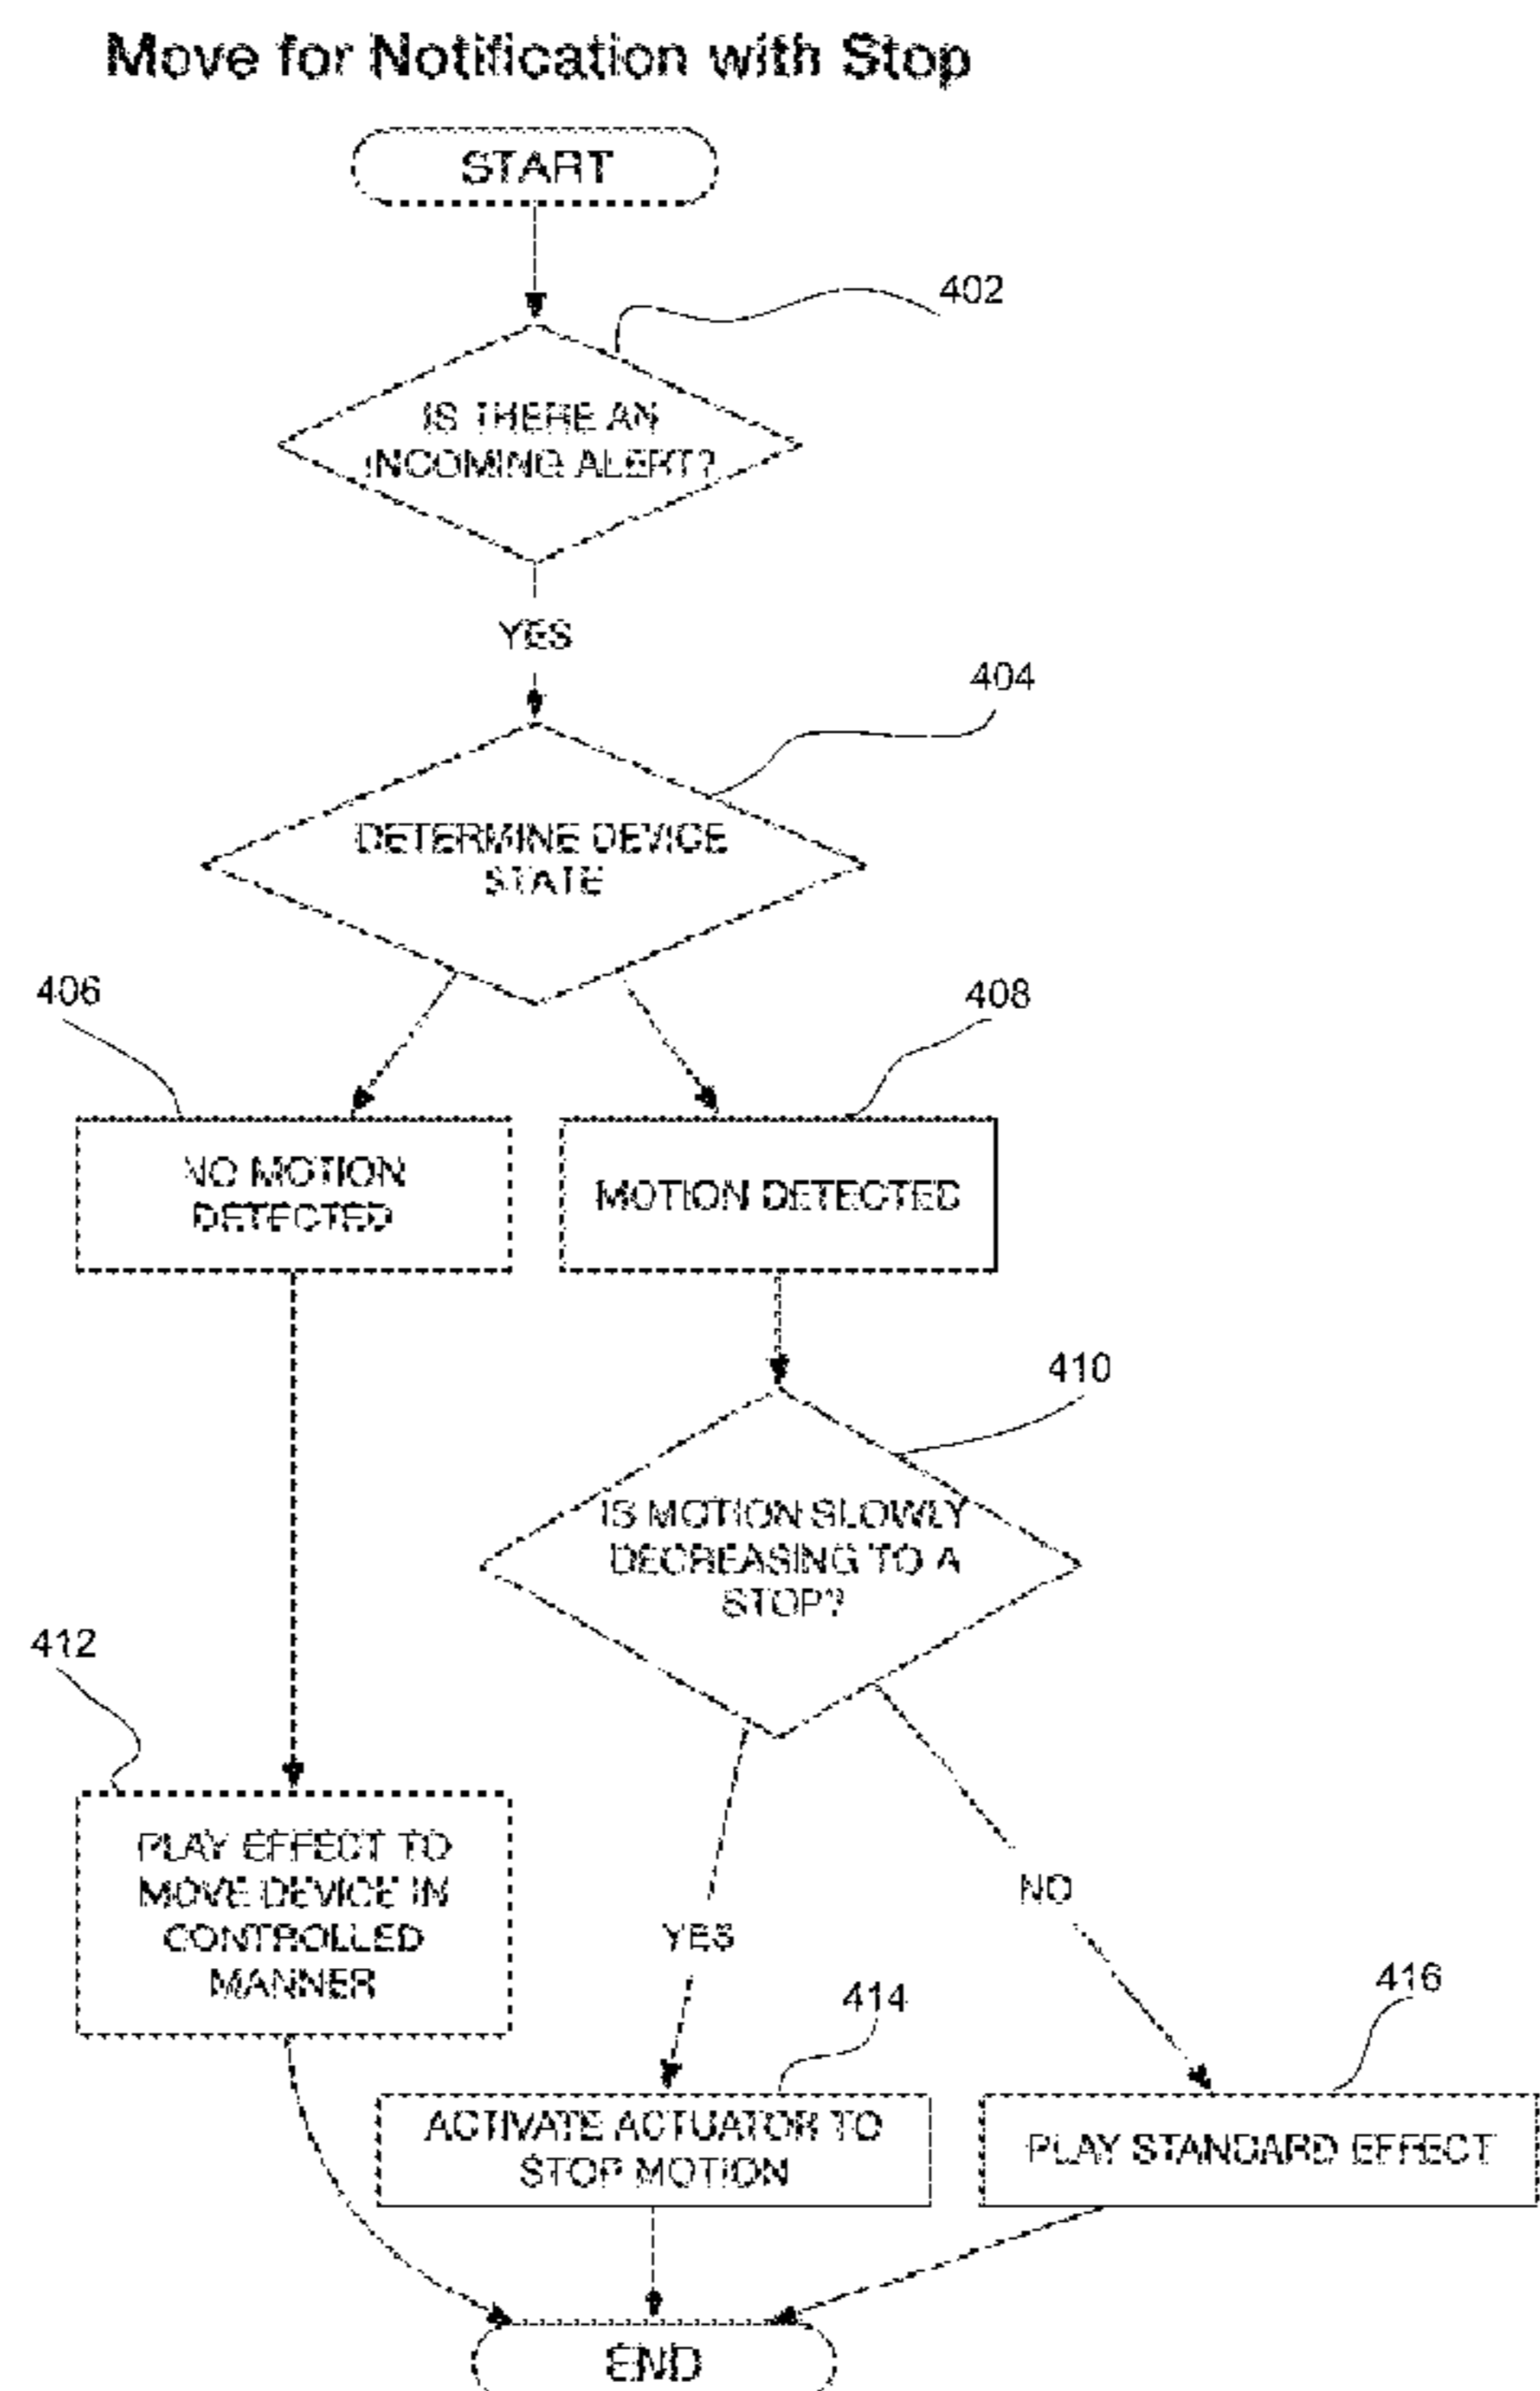 Move for Notification with Stop
START
402
IS THERE AN
INCOMING ALERT?
YES
404
DETERMINE DEVICE
STATE
406
408
NO MOTION
DETECTED
MOTION DETECTED
410
IS MOTION SLOWLY
DECREASING TO A
STOP?
412
PLAY EFFECT TO
MOVE DEVICE IN
CONTROLLED
MANNER
YES
NO
414
416
ACTIVATE ACTUATOR TO
STOP MOTION
PLAY STANDARD EFFECT
END